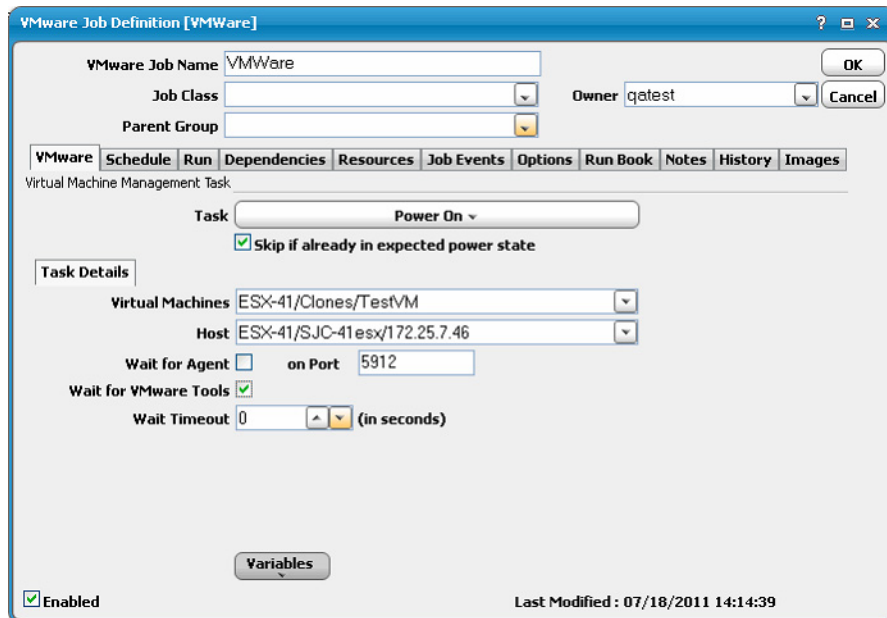 VMware Job Definition [VMWare] ?
VMware Job Name VMWare OK
Job Class Owner qatest Cancel
Parent Group
VMware Schedule Run Dependencies Resources Job Events Options Run Book Notes History Images
Virtual Machine Management Task
Task Power On
Skip if already in expected power state
Task Details
Virtual Machines ESX-41/Clones/TestVM
Host ESX-41/SJC-41esx/172.25.7.46
Wait for Agent on Port 5912
Wait for VMware Tools
Wait Timeout 0 (in seconds)
Variables
Enabled Last Modified : 07/18/2011 14:14:39